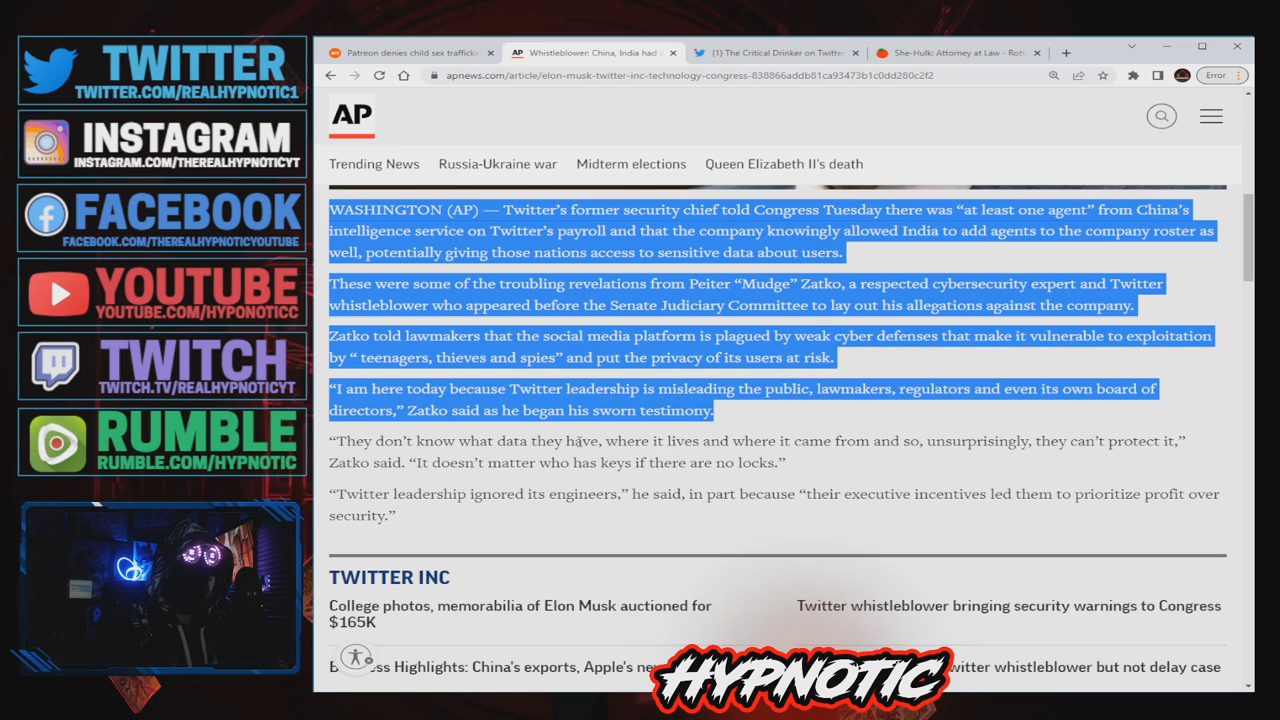 TWITTER
TWITTER.COM/REALHYPNOTIC1
INSTAGRAM
INSTAGRAM.COM/THEREALHYPNOTICYT
FACEBOOK
FACEBOOK.COM/THEREALHYPNOTICYOUTUBE
YOUTUBE
YOUTUBE.COM/HYPONOTICC
TWITCH
TWITCH.TV/REALHYPNOTICYT
RUMBLE
RUMBLE.COM/HYPNOTIC
Patreon denies child sex traffickin
AP Whistleblower: China, India had a
(1) The Critical Drinker on Twitter
She-Hulk: Attorney at Law - Rott
apnews.com/article/elon-musk-twitter-inc-technology-congress-838866addb81ca93473b1c0dd280c2f2
Error
AP
Trending News Russia-Ukraine war Midterm elections Queen Elizabeth II's death
WASHINGTON (AP) — Twitter’s former security chief told Congress Tuesday there was “at least one agent” from China’s
intelligence service on Twitter’s payroll and that the company knowingly allowed India to add agents to the company roster as
well, potentially giving those nations access to sensitive data about users.
These were some of the troubling revelations from Peiter “Mudge” Zatko, a respected cybersecurity expert and Twitter
whistleblower who appeared before the Senate Judiciary Committee to lay out his allegations against the company.
Zatko told lawmakers that the social media platform is plagued by weak cyber defenses that make it vulnerable to exploitation
by “ teenagers, thieves and spies” and put the privacy of its users at risk.
“I am here today because Twitter leadership is misleading the public, lawmakers, regulators and even its own board of
directors,” Zatko said as he began his sworn testimony.
“They don’t know what data they have, where it lives and where it came from and so, unsurprisingly, they can’t protect it,”
Zatko said. “It doesn’t matter who has keys if there are no locks.”
“Twitter leadership ignored its engineers,” he said, in part because “their executive incentives led them to prioritize profit over
security.”
TWITTER INC
College photos, memorabilia of Elon Musk auctioned for
$165K
Twitter whistleblower bringing security warnings to Congress
Highlights: China's exports, Apple's
whistleblower but not delay case
HYPNOTIC